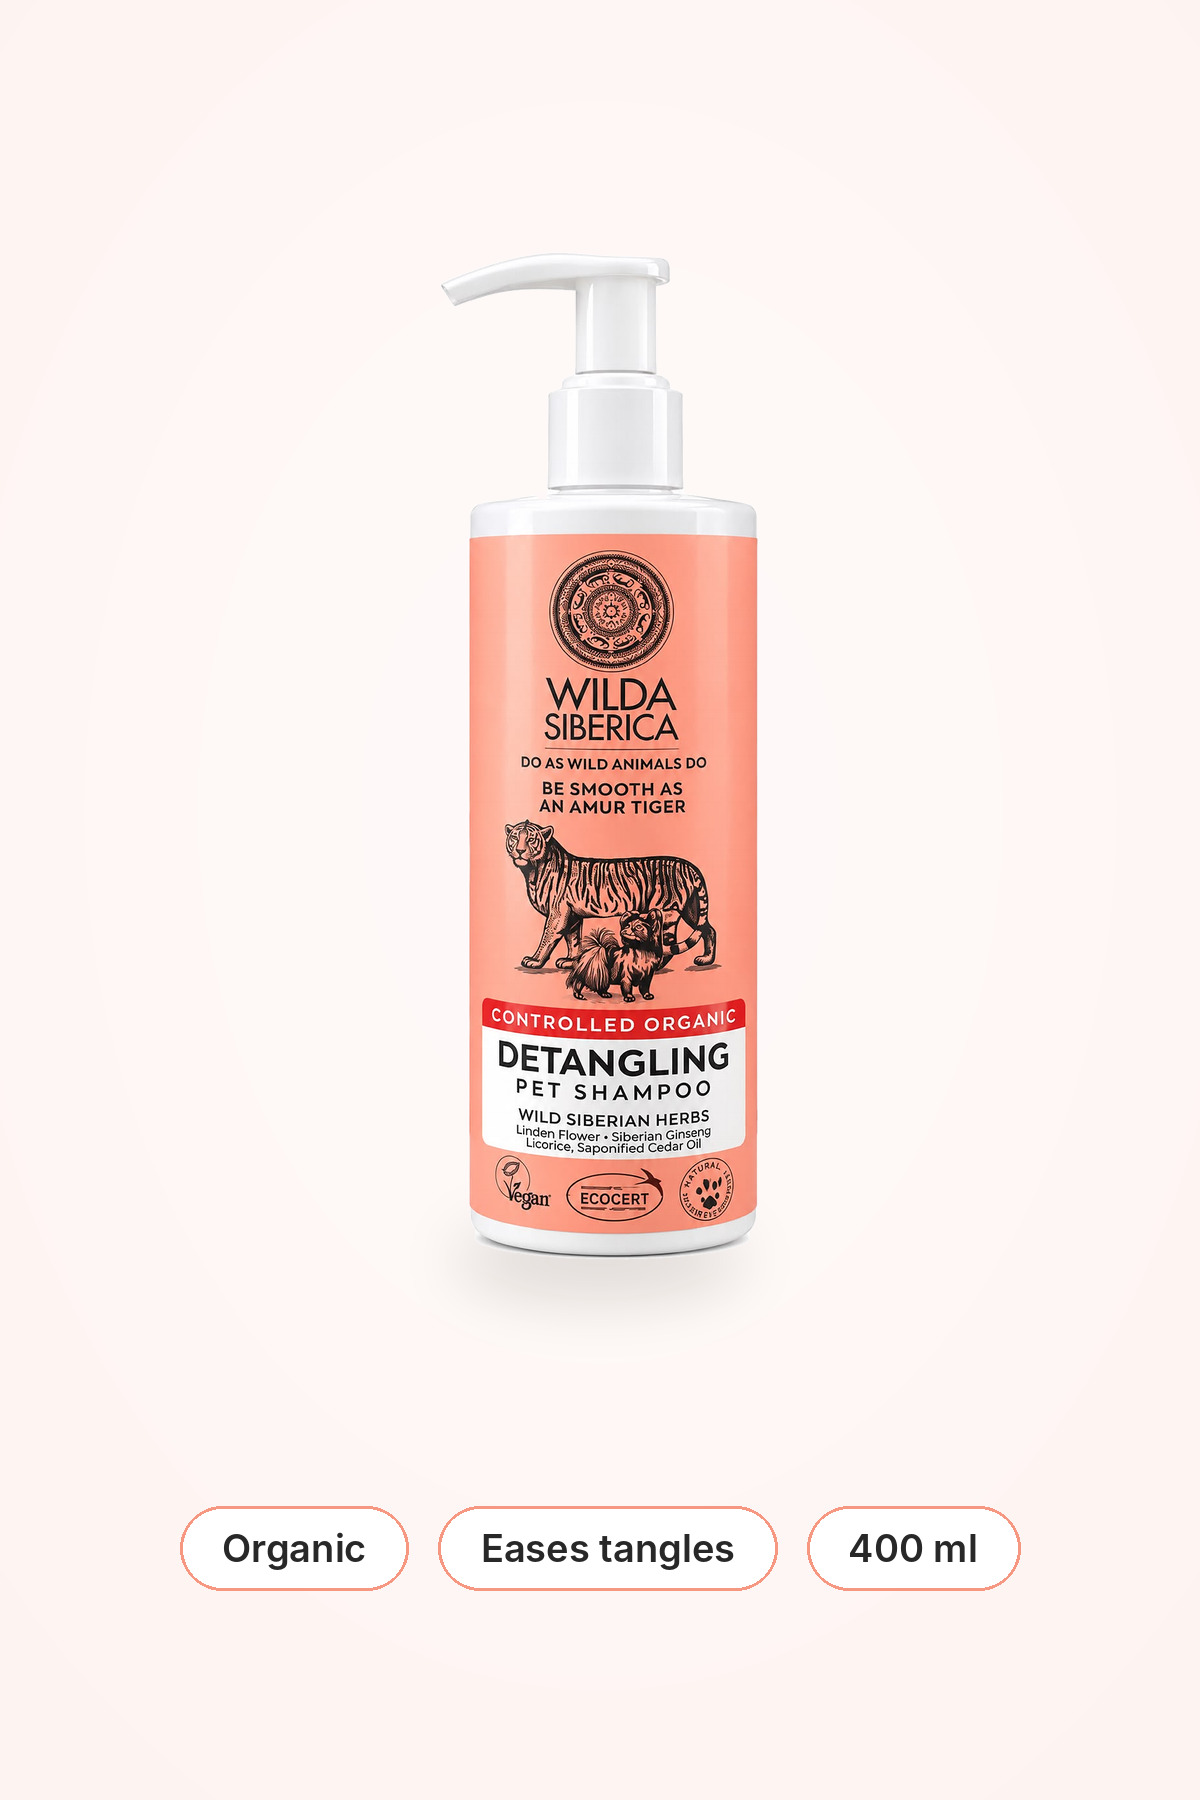 WILDA
SIBERICA
DO AS WILD ANIMALS DO
BE SMOOTH AS
AN AMUR TIGER
CONTROLLED ORGANIC
DETANGLING
PET SHAMPOO
WILD SIBERIAN HERBS
Linden Flower • Siberian Ginseng
Licorice, Saponified Cedar Oil
Vegan
ECOCERT
NATURAL
Organic
Eases tangles
400 ml